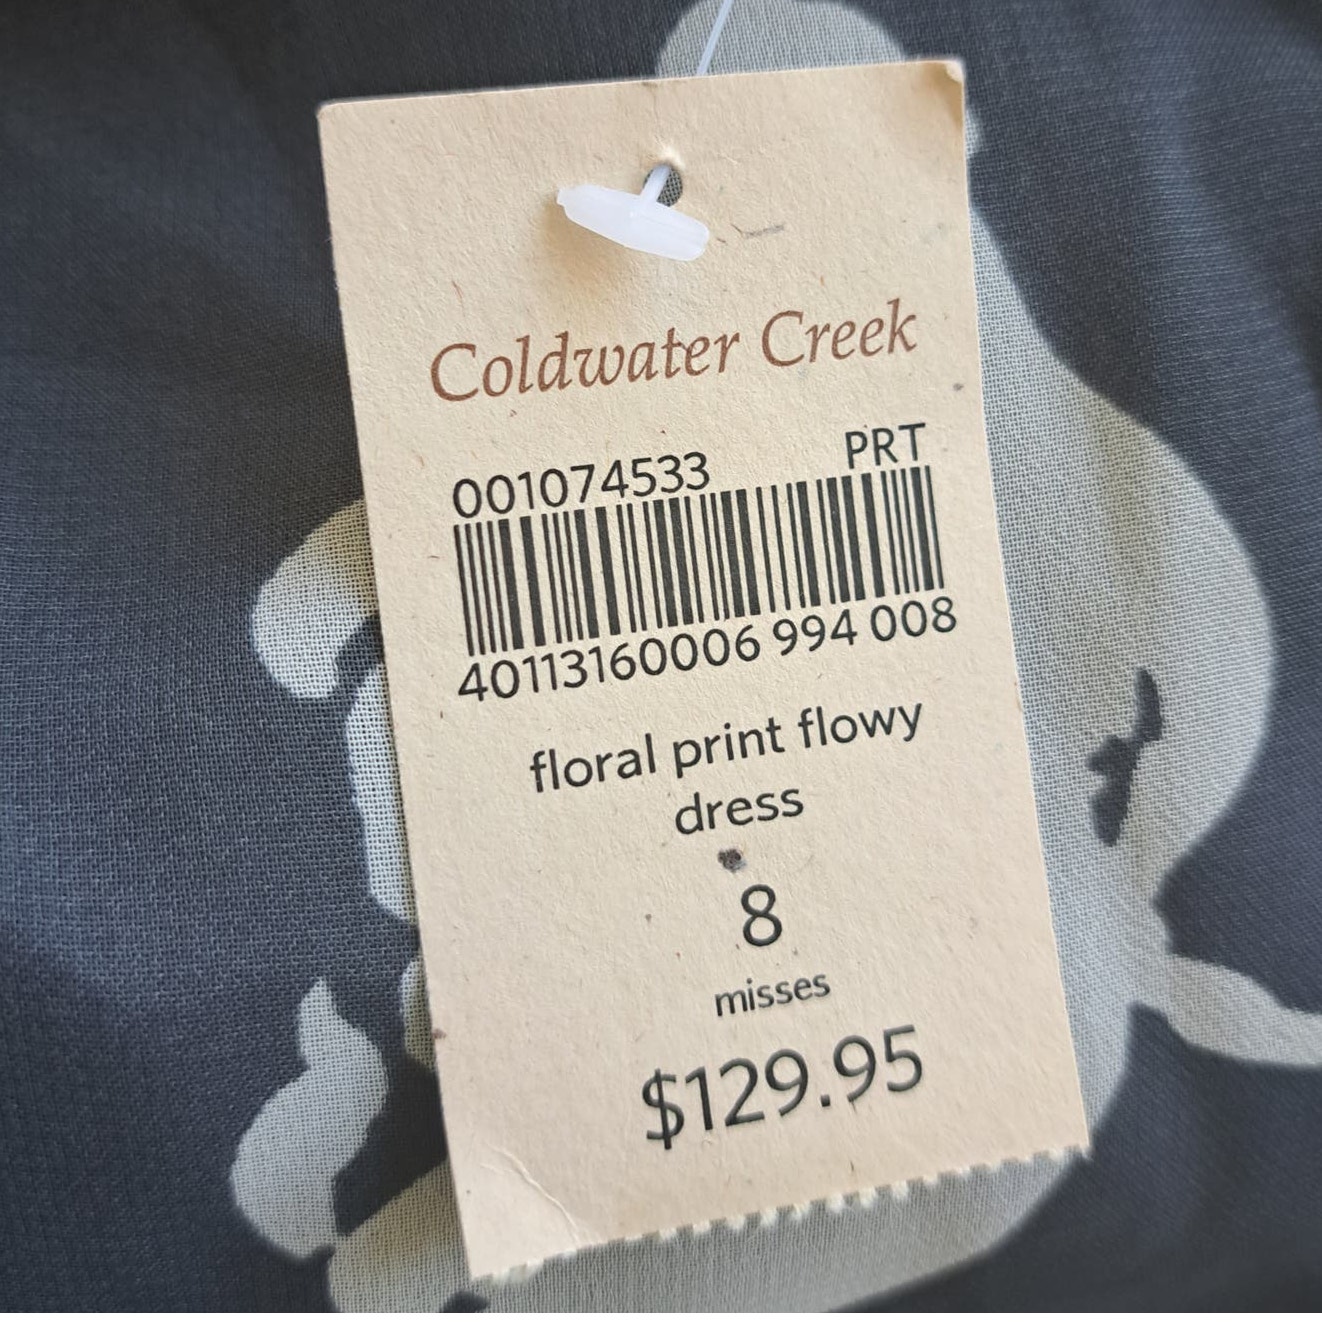 Coldwater Creek
001074533 PRT
40113160006 994 008
floral print flowy
dress
8
misses
$129.95